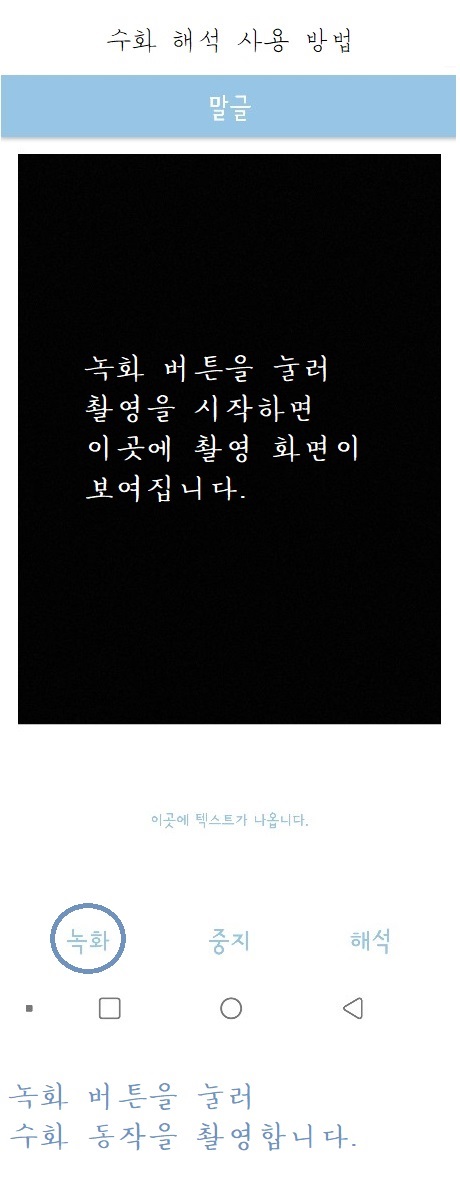 수화 해석 사용 방법
말글
녹화 버튼을 눌러
촬영을 시작하면
이곳에 촬영 화면이
보여집니다.
이곳에 텍스트가 나옵니다.
녹화 중지 해석
녹화 버튼을 눌러
수화 동작을 촬영합니다.